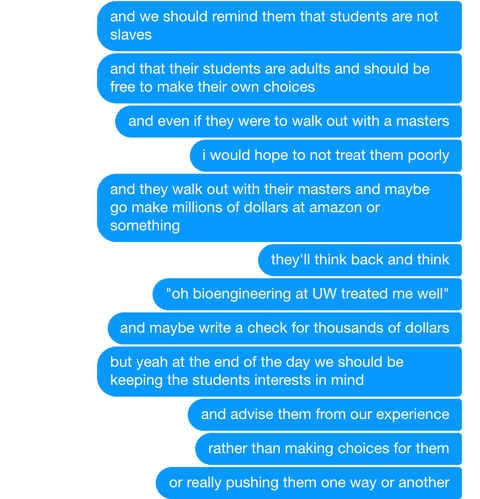 and we should remind them that students are not
slaves
and that their students are adults and should be
free to make their own choices
and even if they were to walk out with a masters
i would hope to not treat them poorly
and they walk out with their masters and maybe
go make millions of dollars at amazon or
something
they'll think back and think
"oh bioengineering at UW treated me well"
and maybe write a check for thousands of dollars
but yeah at the end of the day we should be
keeping the students interests in mind
and advise them from our experience
rather than making choices for them
or really pushing them one way or another